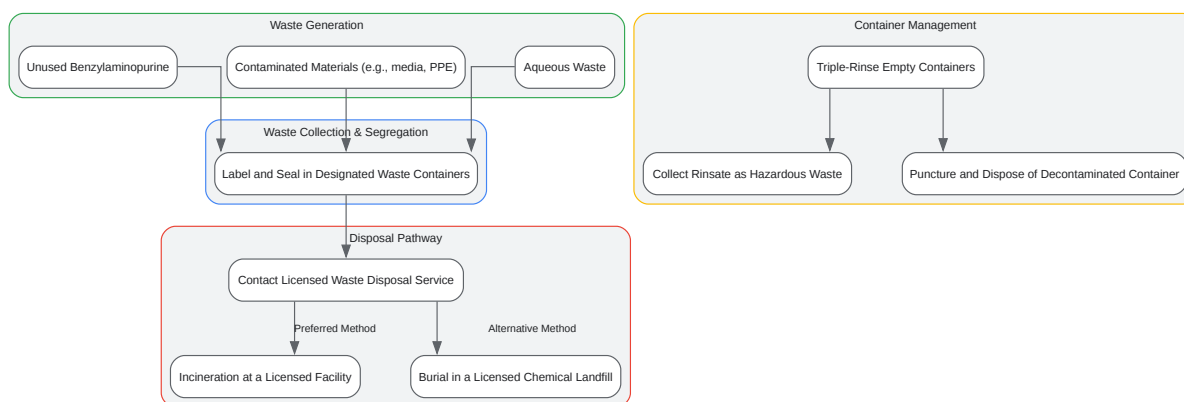 Waste Generation
Unused Benzylaminopurine
Contaminated Materials (e.g., media, PPE)
Aqueous Waste
Waste Collection & Segregation
Label and Seal in Designated Waste Containers
Disposal Pathway
Contact Licensed Waste Disposal Service
Preferred Method
Alternative Method
Incineration at a Licensed Facility
Burial in a Licensed Chemical Landfill
Container Management
Triple-Rinse Empty Containers
Collect Rinsate as Hazardous Waste
Puncture and Dispose of Decontaminated Container